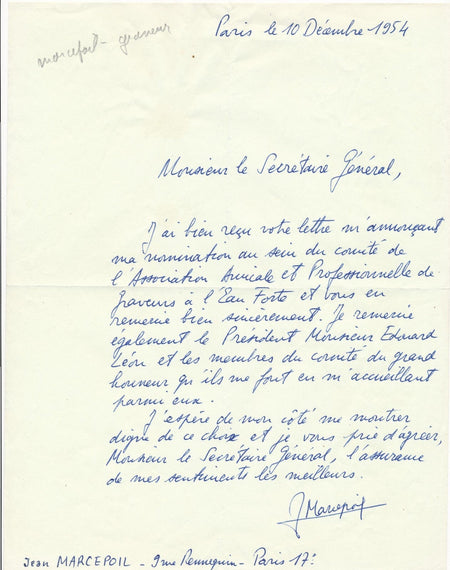 Paris le 10 Décembre 1954
marcefoil - graveur
Monsieur le Secrétaire Général,
J'ai bien reçu votre lettre m'annonçant
ma nomination au sein du comité de
l'Association Amicale et Professionnelle de
graveurs à l'Eau Forte et vous en
remercie bien sincèrement. Je remercie
également le Président Monsieur Edouard
Léon et les membres du comité du grand
honneur qu'ils me font en m'accueillant
parmi eux.
J'espère de mon côté me montrer
digne de ce choix et je vous prie d'agréer,
Monsieur le Secrétaire Général, l'assurance
de mes sentiments les meilleurs.
JMarcepoil
Jean MARCEPOIL - 9 rue Rennequin - Paris 17e